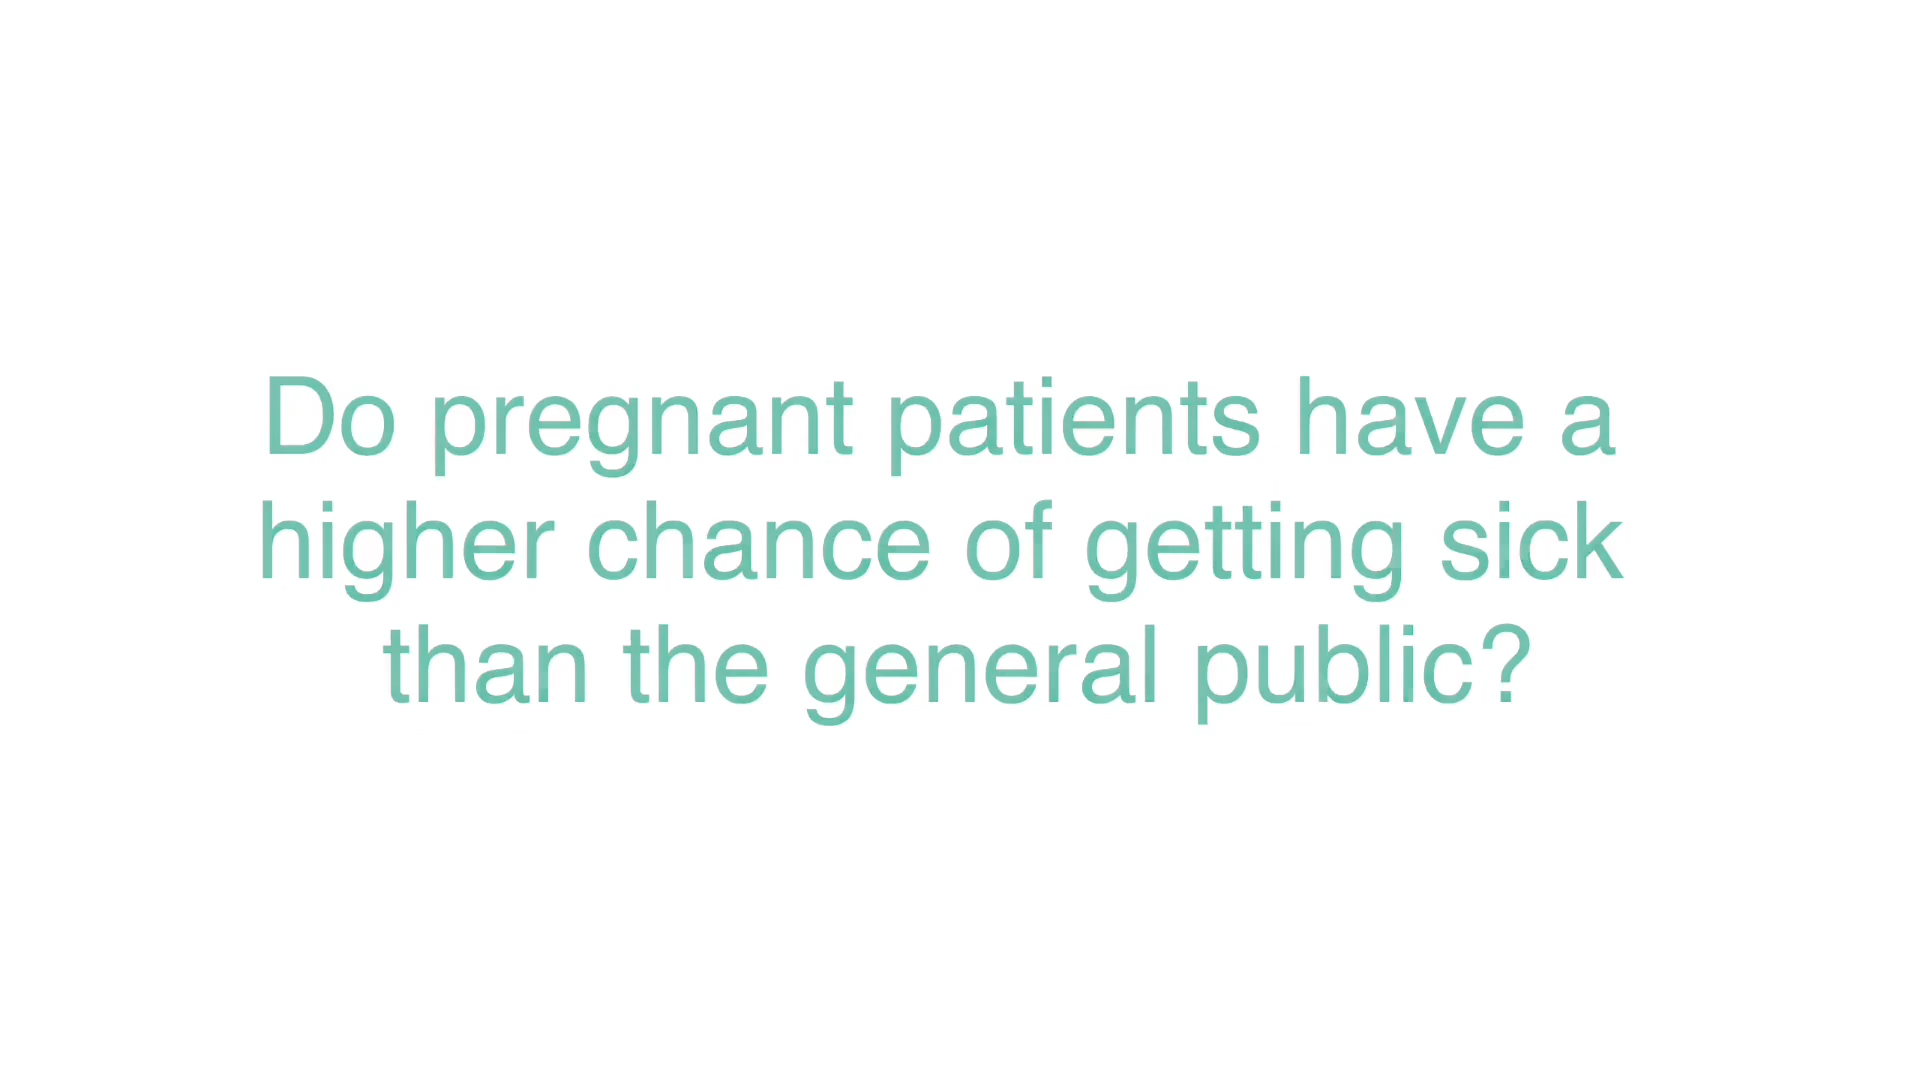 Do pregnant patients have a
higher chance of getting sick
than the general public?